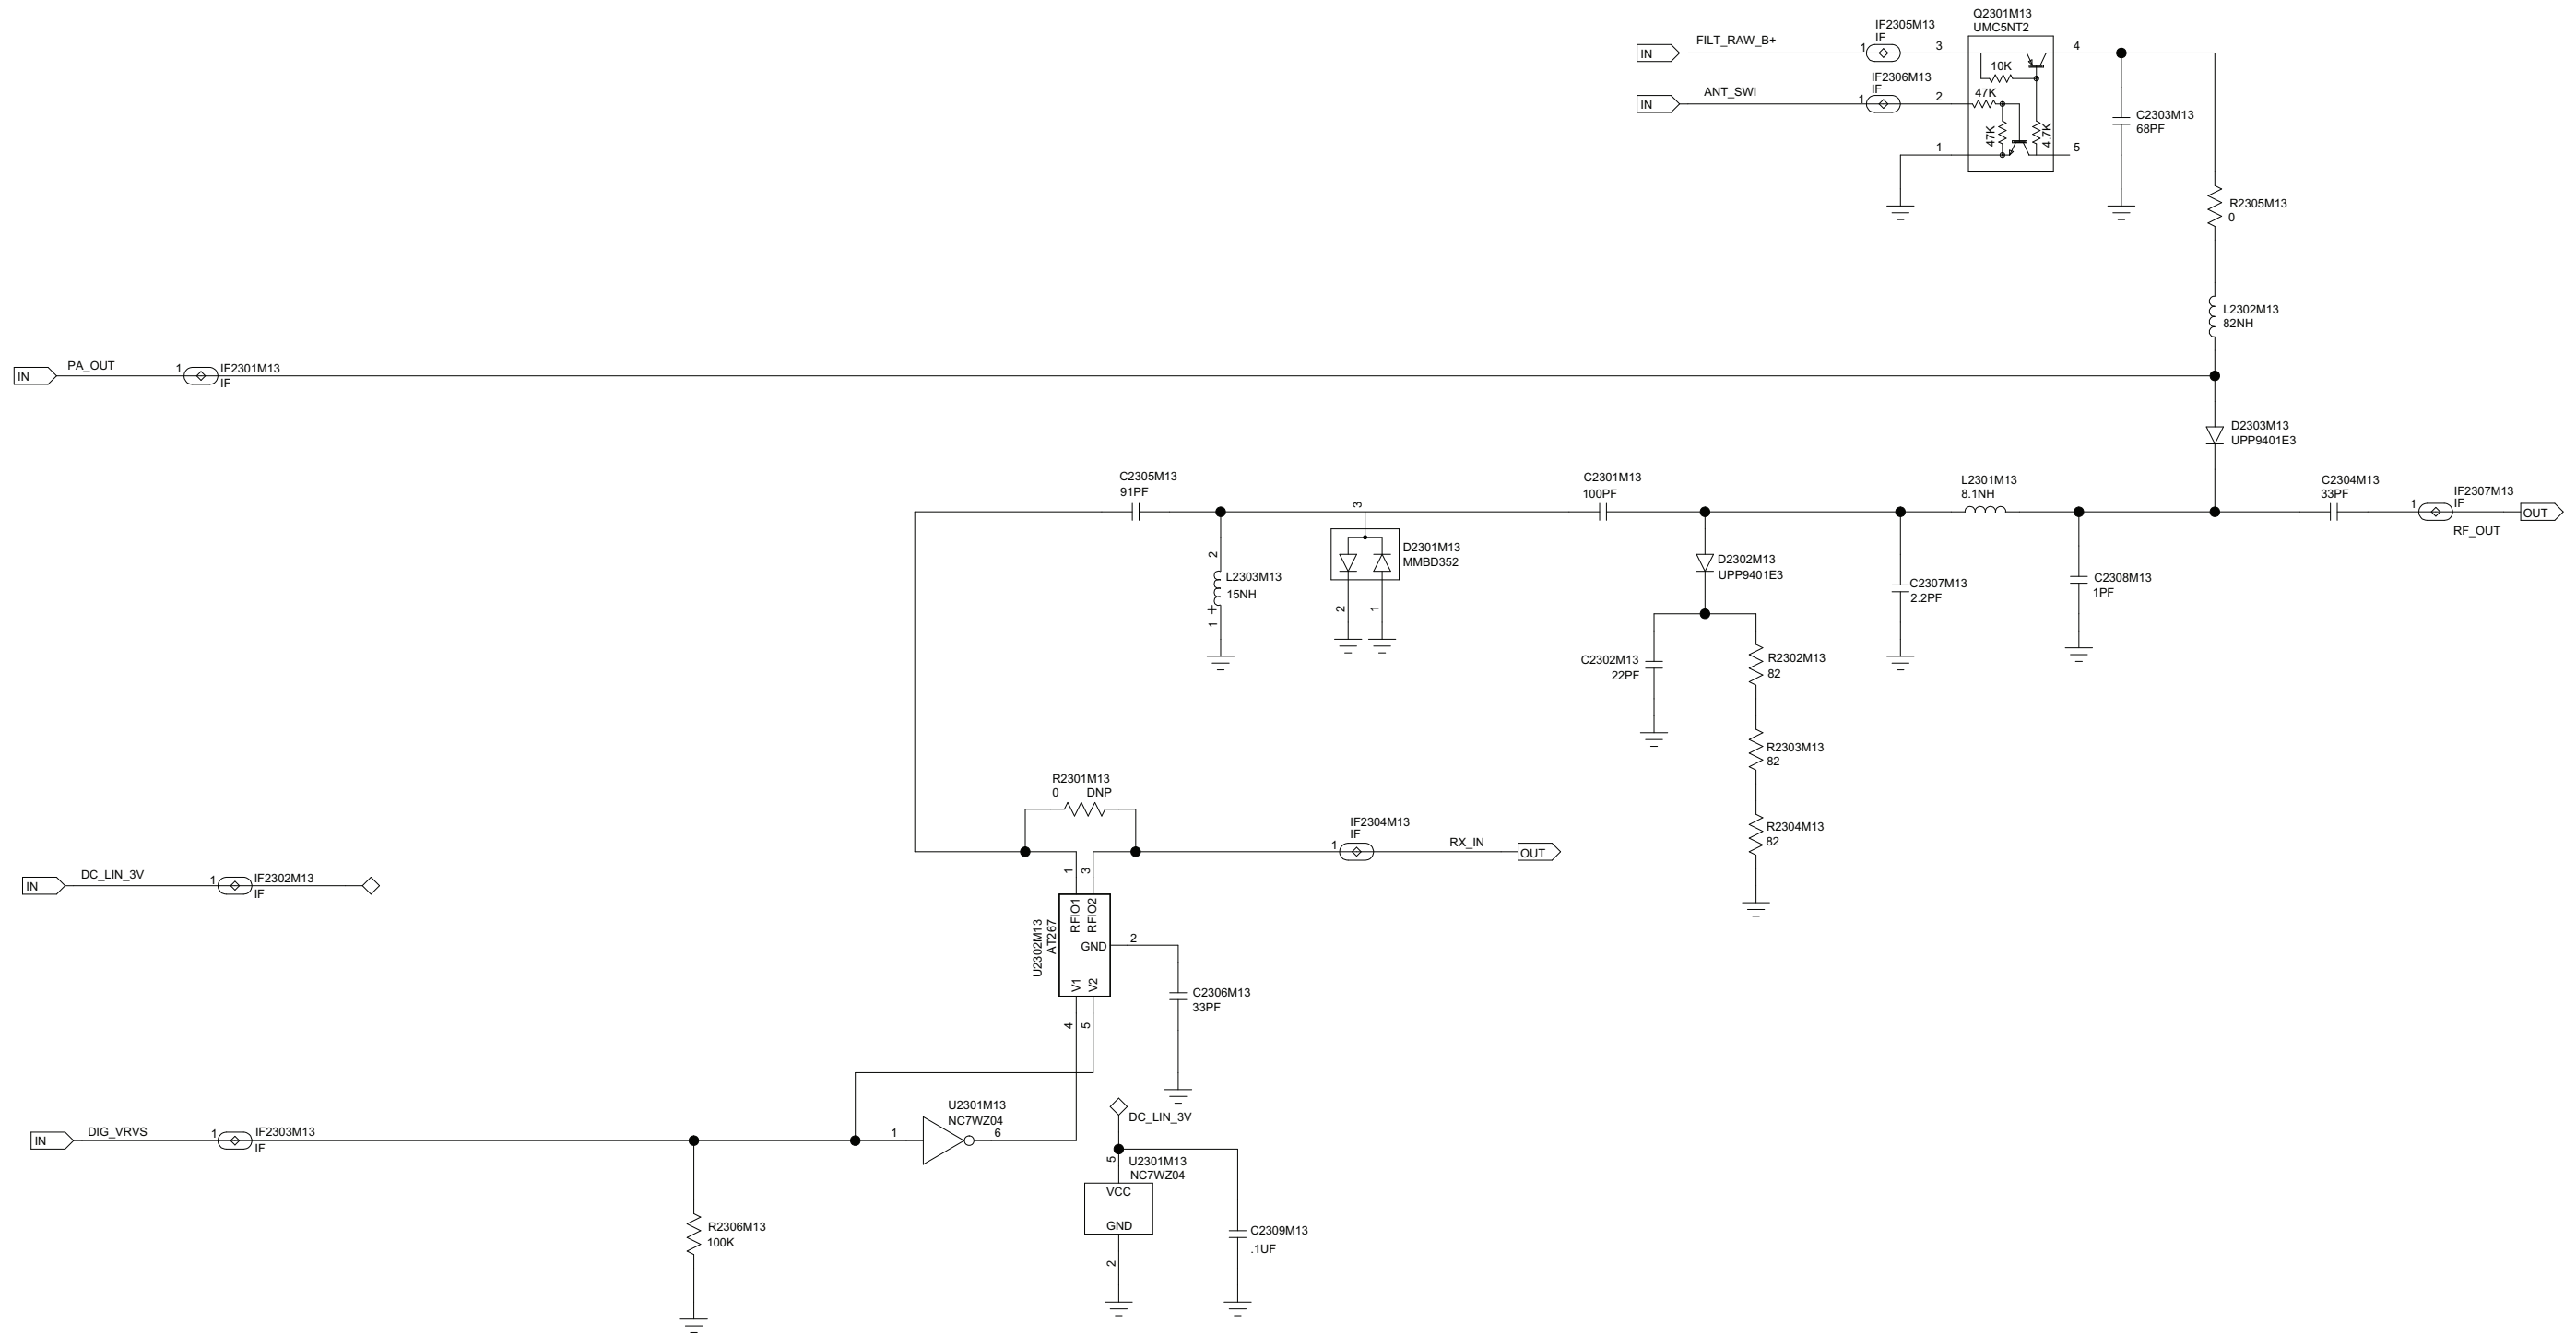 Q2301M13
UMC5NT2
IF2305M13
IF
IN
FILT_RAW_B+
1
3
4
10K
IF2306M13
IF
IN
ANT_SWI
1
2
47K
47K
4.7K
1
5
C2303M13
68PF
R2305M13
0
L2302M13
82NH
IN
PA_OUT
1
IF2301M13
IF
D2303M13
UPP9401E3
C2305M13
91PF
3
C2301M13
100PF
L2301M13
8.1NH
C2304M13
33PF
1
IF2307M13
IF
OUT
RF_OUT
2
L2303M13
15NH
+
1
D2301M13
MMBD352
2
1
D2302M13
UPP9401E3
C2307M13
2.2PF
C2308M13
1PF
C2302M13
22PF
R2302M13
82
R2303M13
82
R2304M13
82
R2301M13
0 DNP
IF2304M13
IF
1
RX_IN
OUT
IN
DC_LIN_3V
1
IF2302M13
IF
1
3
RFIO1
RFIO2
U2302M13
AT267
GND
2
V1
V2
4
5
C2306M13
33PF
IN
DIG_VRVS
1
IF2303M13
IF
1
U2301M13
NC7WZ04
6
DC_LIN_3V
5
U2301M13
NC7WZ04
VCC
GND
2
C2309M13
.1UF
R2306M13
100K